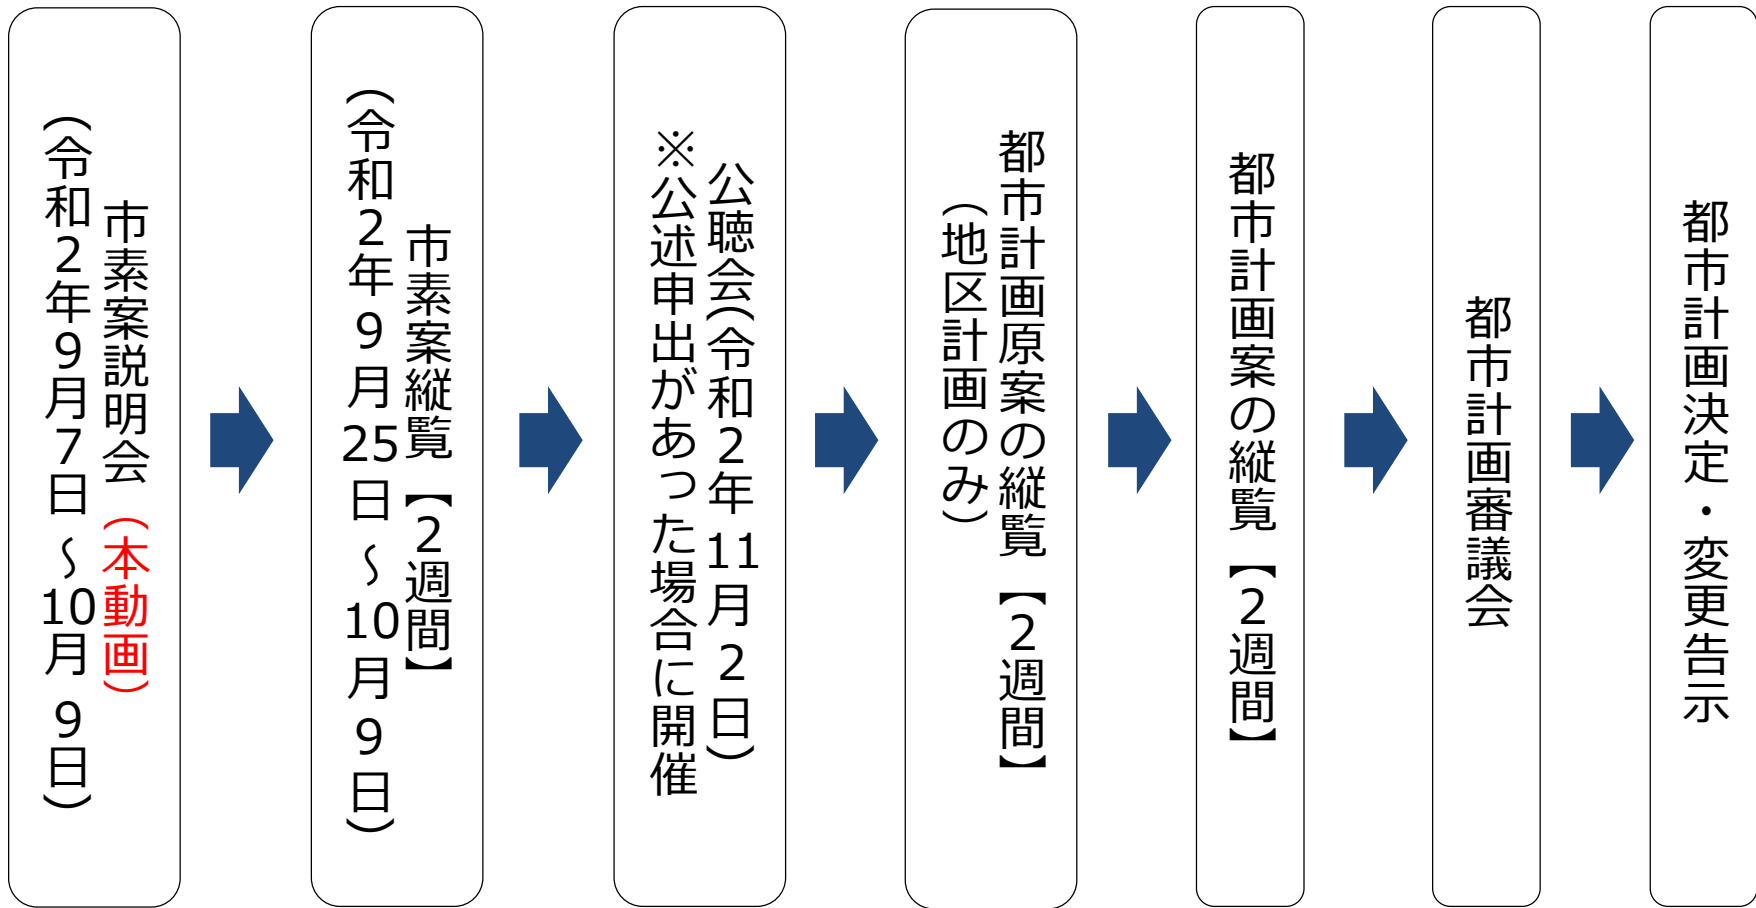 市素案説明会（本動画）
（令和２年９月７日～10月９日）
市素案縦覧【２週間】
（令和２年９月25日～10月９日）
公聴会（令和２年11月２日）
※公述申出があった場合に開催
都市計画原案の縦覧【２週間】
（地区計画のみ）
都市計画案の縦覧【２週間】
都市計画審議会
都市計画決定・変更告示